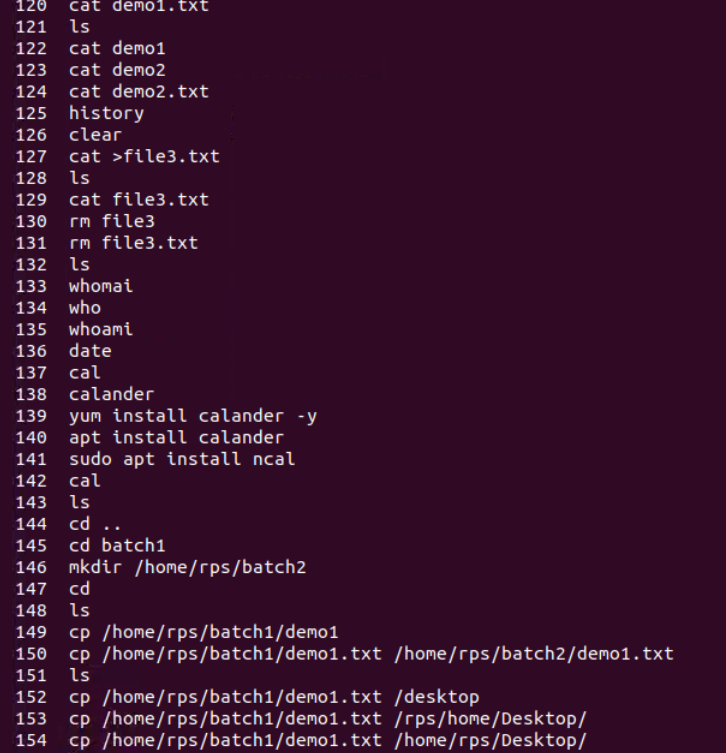 120 cat demo1.txt
121 ls
122 cat demo1
123 cat demo2
124 cat demo2.txt
125 history
126 clear
127 cat >file3.txt
128 ls
129 cat file3.txt
130 rm file3
131 rm file3.txt
132 ls
133 whomai
134 who
135 whoami
136 date
137 cal
138 calander
139 yum install calander -y
140 apt install calander
141 sudo apt install ncal
142 cal
143 ls
144 cd ..
145 cd batch1
146 mkdir /home/rps/batch2
147 cd
148 ls
149 cp /home/rps/batch1/demo1
150 cp /home/rps/batch1/demo1.txt /home/rps/batch2/demo1.txt
151 ls
152 cp /home/rps/batch1/demo1.txt /desktop
153 cp /home/rps/batch1/demo1.txt /rps/home/Desktop/
154 cp /home/rps/batch1/demo1.txt /home/rps/Desktop/